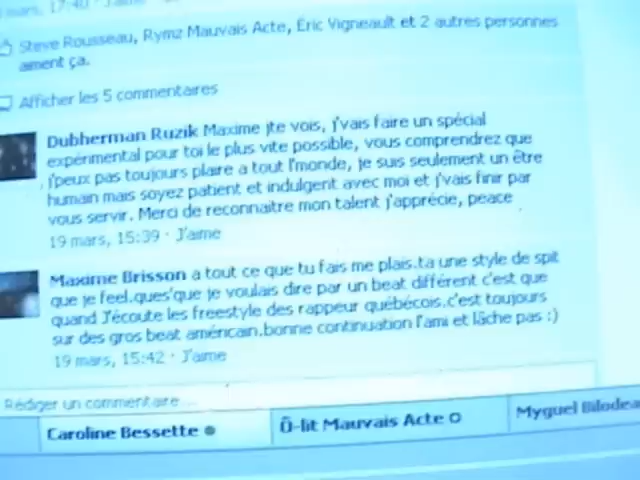 mars, 17:40 · J'aime
Steve Rousseau, Rymz Mauvais Acte, Éric Vigneault et 2 autres personnes
aiment ça.
Afficher les 5 commentaires
Dubherman Ruzik Maxime jte vois, j'vais faire un spécial
expérimental pour toi le plus vite possible, vous comprendrez que
j'peux pas toujours plaire a tout l'monde, je suis seulement un être
humain mais soyez patient et indulgent avec moi et j'vais finir par
vous servir. Merci de reconnaitre mon talent j'apprécie, peace
19 mars, 15:39 · J'aime
Maxime Brisson a tout ce que tu fais me plais.ta une style de spit
que je feel.ques'que je voulais dire par un beat différent c'est que
quand J'écoute les freestyle des rappeur québécois.c'est toujours
sur des gros beat américain.bonne continuation l'ami et lâche pas :)
19 mars, 15:42 · J'aime
Rédiger un commentaire...
Caroline Bessette
Ô-lit Mauvais Acte
Myguel Bilodea